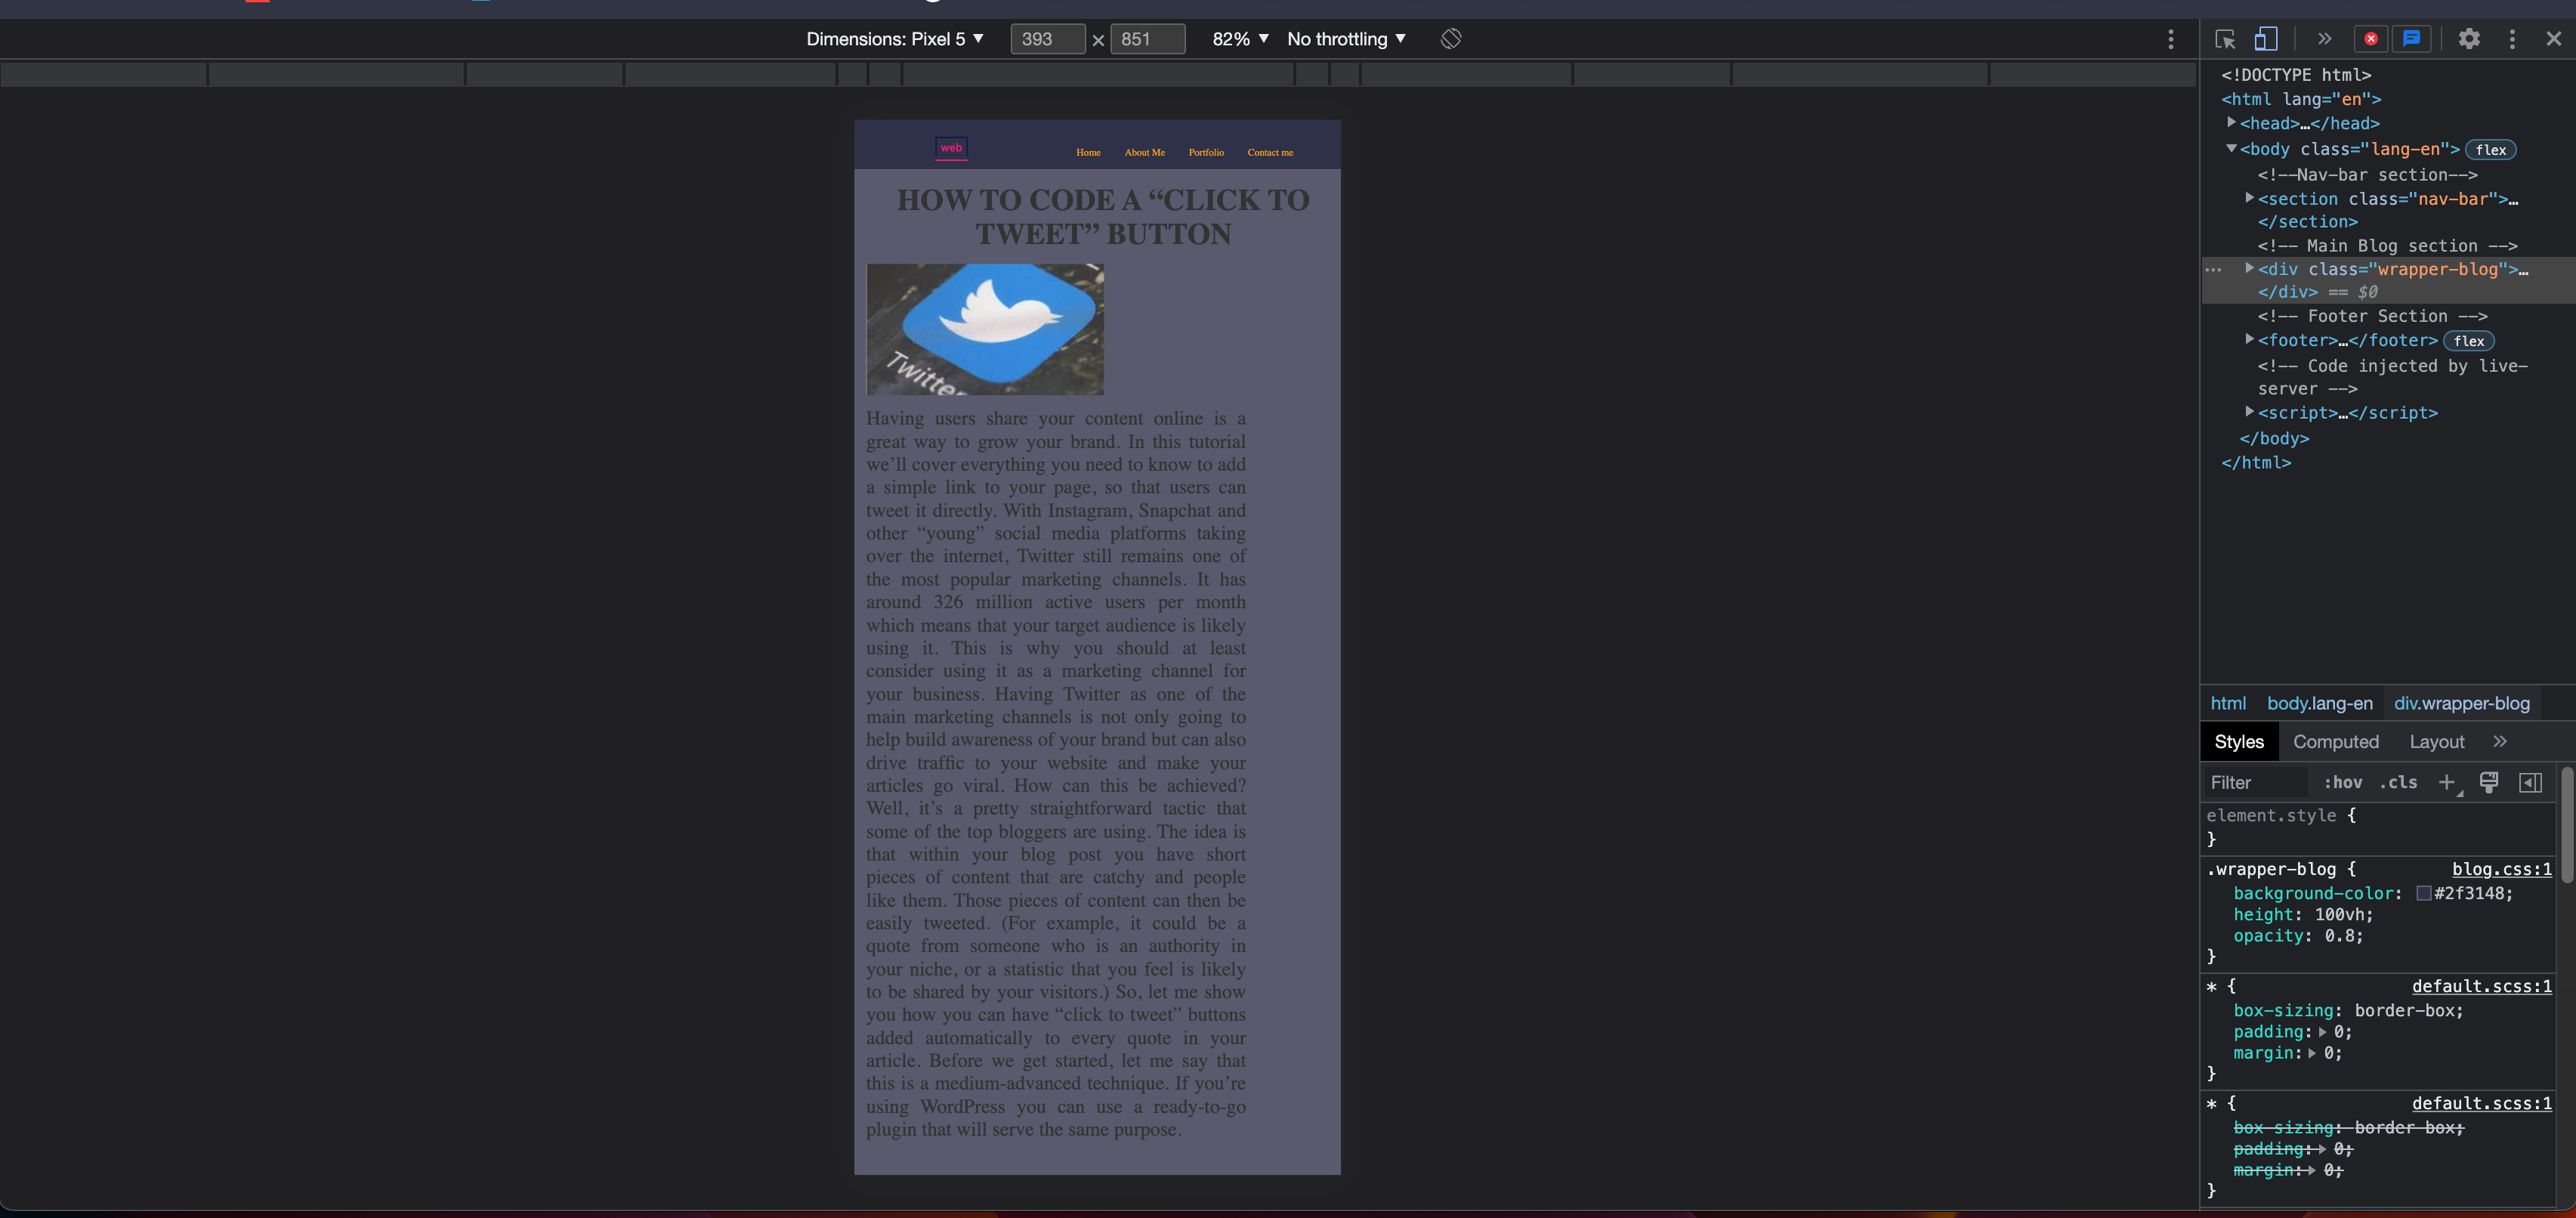 Dimensions: Pixel 5 ▼ 393 × 851 82% ▼ No throttling ▼
web
Home About Me Portfolio Contact me
HOW TO CODE A “CLICK TO
TWEET” BUTTON
Twitter
Having users share your content online is a
great way to grow your brand. In this tutorial
we’ll cover everything you need to know to add
a simple link to your page, so that users can
tweet it directly. With Instagram, Snapchat and
other “young” social media platforms taking
over the internet, Twitter still remains one of
the most popular marketing channels. It has
around 326 million active users per month
which means that your target audience is likely
using it. This is why you should at least
consider using it as a marketing channel for
your business. Having Twitter as one of the
main marketing channels is not only going to
help build awareness of your brand but can also
drive traffic to your website and make your
articles go viral. How can this be achieved?
Well, it’s a pretty straightforward tactic that
some of the top bloggers are using. The idea is
that within your blog post you have short
pieces of content that are catchy and people
like them. Those pieces of content can then be
easily tweeted. (For example, it could be a
quote from someone who is an authority in
your niche, or a statistic that you feel is likely
to be shared by your visitors.) So, let me show
you how you can have “click to tweet” buttons
added automatically to every quote in your
article. Before we get started, let me say that
this is a medium-advanced technique. If you’re
using WordPress you can use a ready-to-go
plugin that will serve the same purpose.
<!DOCTYPE html>
<html lang="en">
<head>…</head>
<body class="lang-en"> flex
<!--Nav-bar section-->
<section class="nav-bar">…
</section>
<!-- Main Blog section -->
<div class="wrapper-blog">…
</div> == $0
<!-- Footer Section -->
<footer>…</footer> flex
<!-- Code injected by live-
server -->
<script>…</script>
</body>
</html>
html body.lang-en div.wrapper-blog
Styles Computed Layout »
Filter :hov .cls +
element.style {
}
.wrapper-blog { blog.css:1
background-color: #2f3148;
height: 100vh;
opacity: 0.8;
}
* { default.scss:1
box-sizing: border-box;
padding: 0;
margin: 0;
}
* { default.scss:1
box-sizing: border-box;
padding: 0;
margin: 0;
}